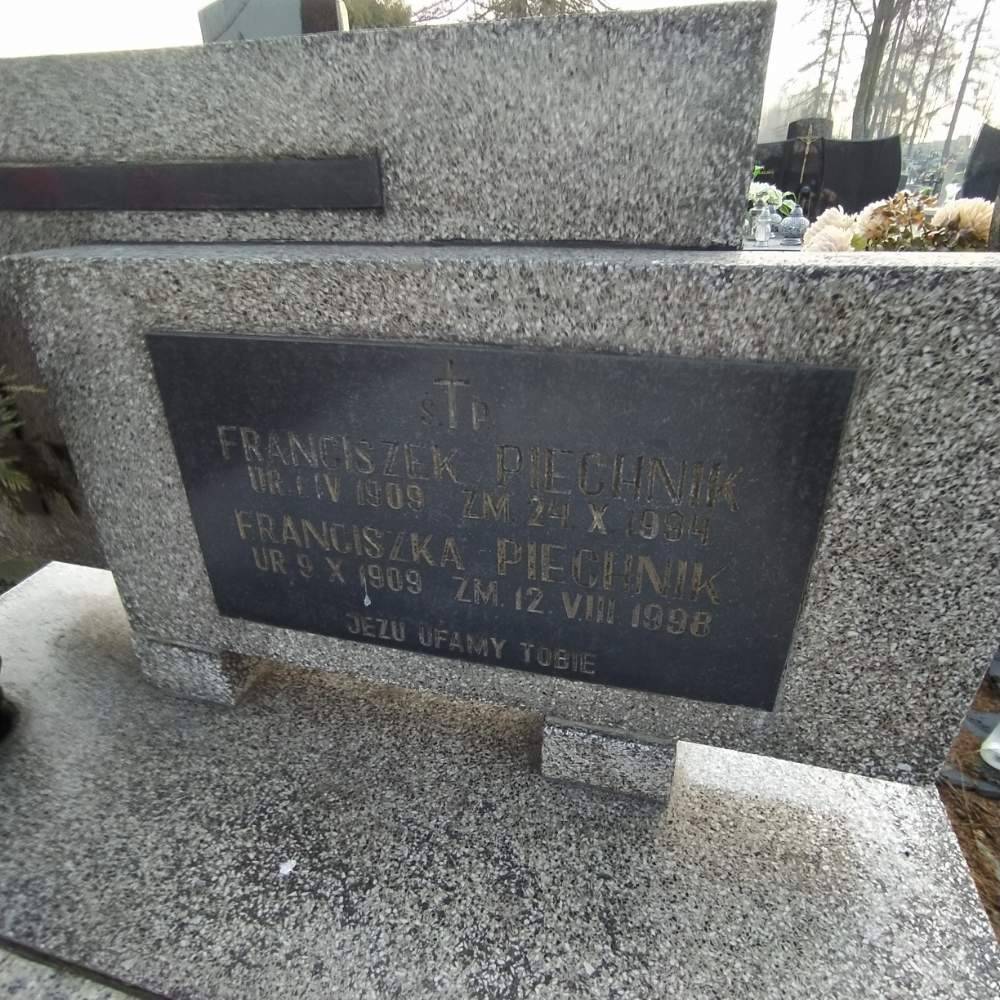 Ś P
FRANCISZEK PIECHNIK
UR. 1 IV 1909 ZM. 24. X 1994
FRANCISZKA PIECHNIK
UR. 9 X 1909 ZM. 12. VIII 1998
JEZU UFAMY TOBIE